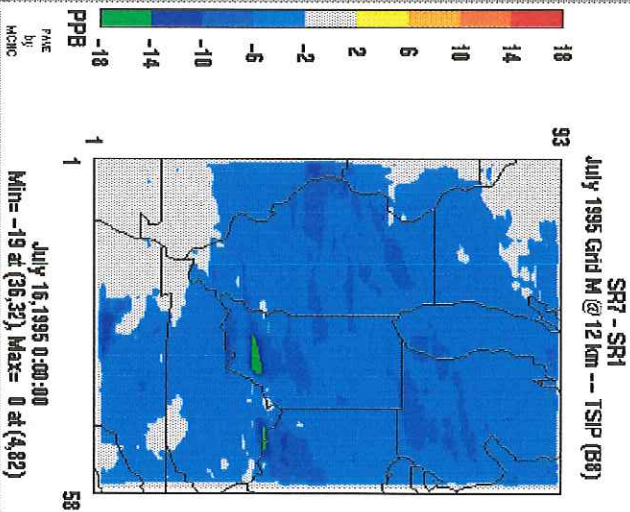 SR7 - SR1
July 1995 Grid M @ 12 km --- TSIP (B8)
18
14
10
6
2
-2
-6
-10
-14
-18
PPB
PAVE
by
MCNC
93
1
1
58
July 16,1995 0:00:00
Min= -19 at (36,32), Max= 0 at (4,82)